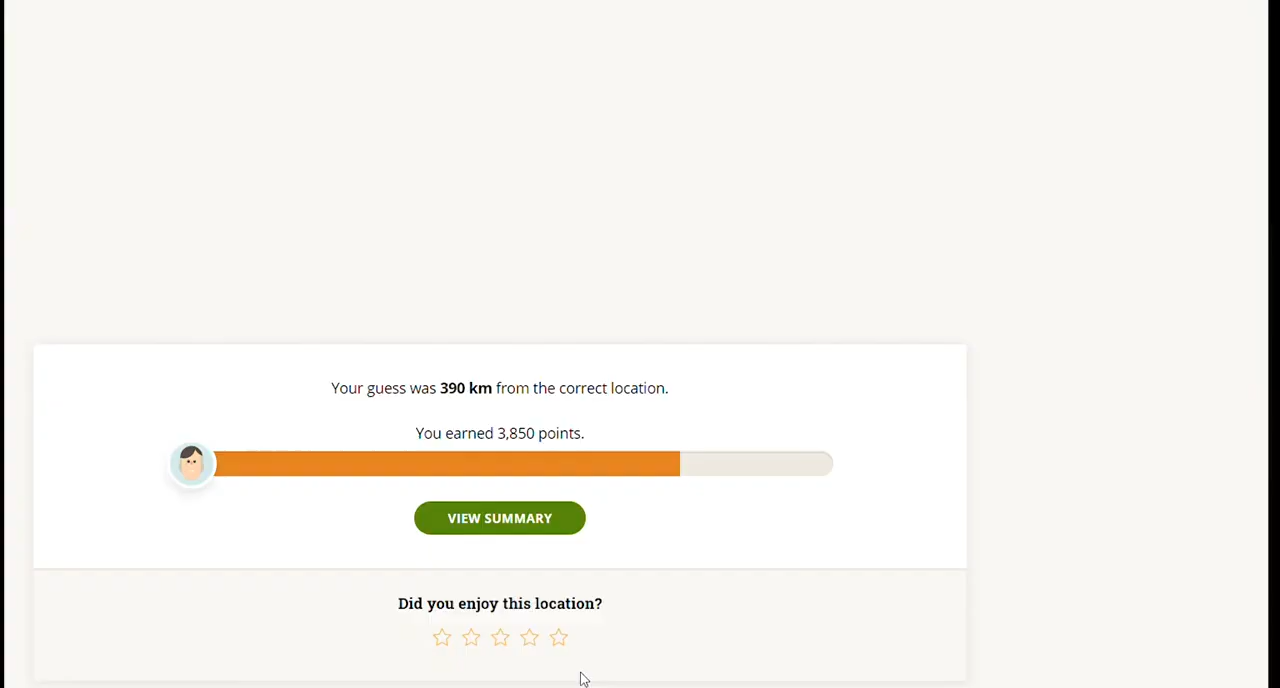 Your guess was 390 km from the correct location.
You earned 3,850 points.
VIEW SUMMARY
Did you enjoy this location?